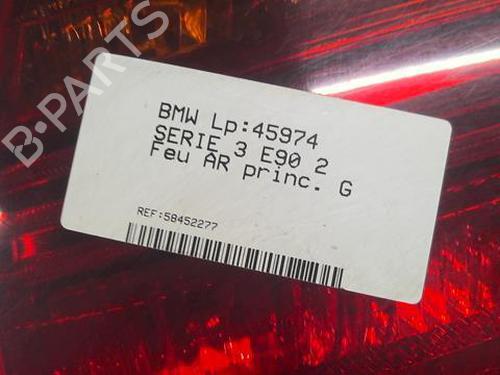 B-PARTS
BMW Lp:45974
SERIE 3 E90 2
Feu AR princ. G
REF:58452277